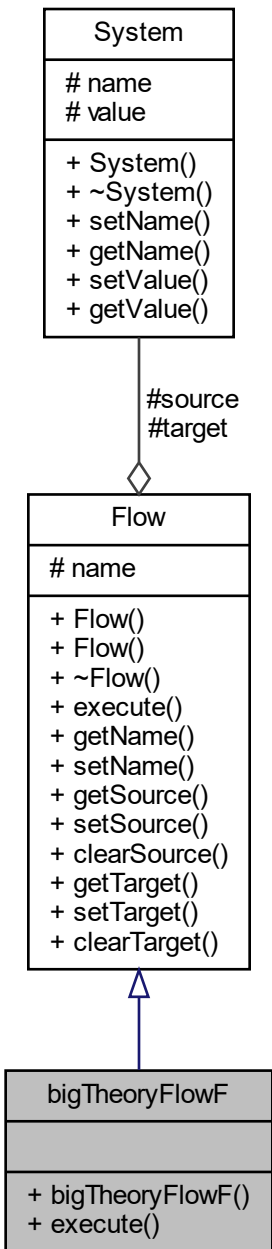 System
# name
# value
+ System()
+ ~System()
+ setName()
+ getName()
+ setValue()
+ getValue()
#source
#target
Flow
# name
+ Flow()
+ Flow()
+ ~Flow()
+ execute()
+ getName()
+ setName()
+ getSource()
+ setSource()
+ clearSource()
+ getTarget()
+ setTarget()
+ clearTarget()
bigTheoryFlowF
+ bigTheoryFlowF()
+ execute()